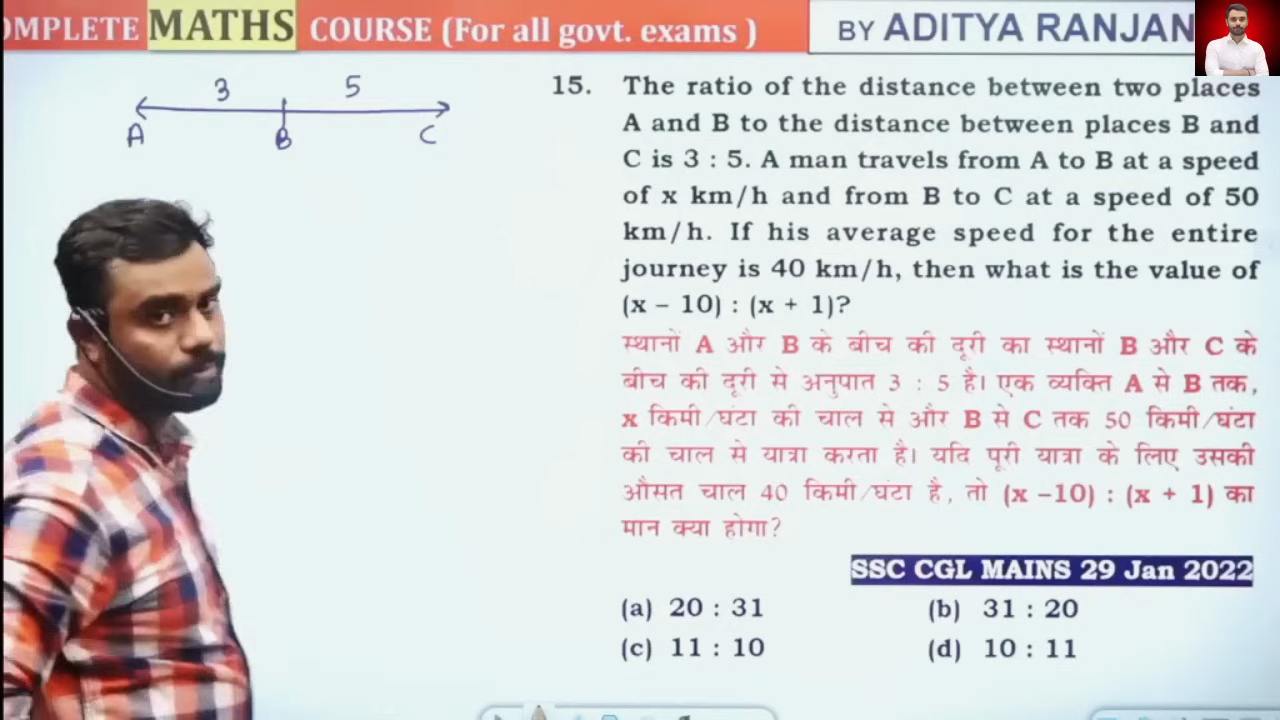 OMPLETE MATHS COURSE (For all govt. exams )
BY ADITYA RANJAN
3 5
A B C
15. The ratio of the distance between two places
A and B to the distance between places B and
C is 3 : 5. A man travels from A to B at a speed
of x km/h and from B to C at a speed of 50
km/h. If his average speed for the entire
journey is 40 km/h, then what is the value of
(x – 10) : (x + 1)?
स्थानों A और B के बीच की दूरी का स्थानों B और C के
बीच की दूरी से अनुपात 3 : 5 है। एक व्यक्ति A से B तक,
x किमी/घंटा की चाल से और B से C तक 50 किमी/घंटा
की चाल से यात्रा करता है। यदि पूरी यात्रा के लिए उसकी
औसत चाल 40 किमी/घंटा है, तो (x –10) : (x + 1) का
मान क्या होगा?
SSC CGL MAINS 29 Jan 2022
(a) 20 : 31 (b) 31 : 20
(c) 11 : 10 (d) 10 : 11